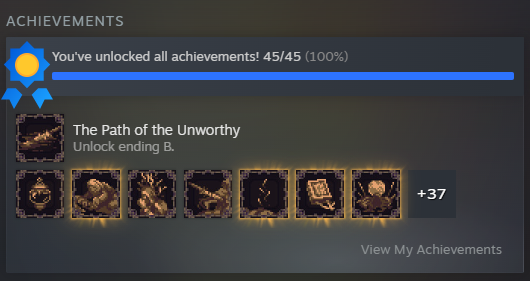 ACHIEVEMENTS
You've unlocked all achievements! 45/45 (100%)
The Path of the Unworthy
Unlock ending B.
+37
View My Achievements